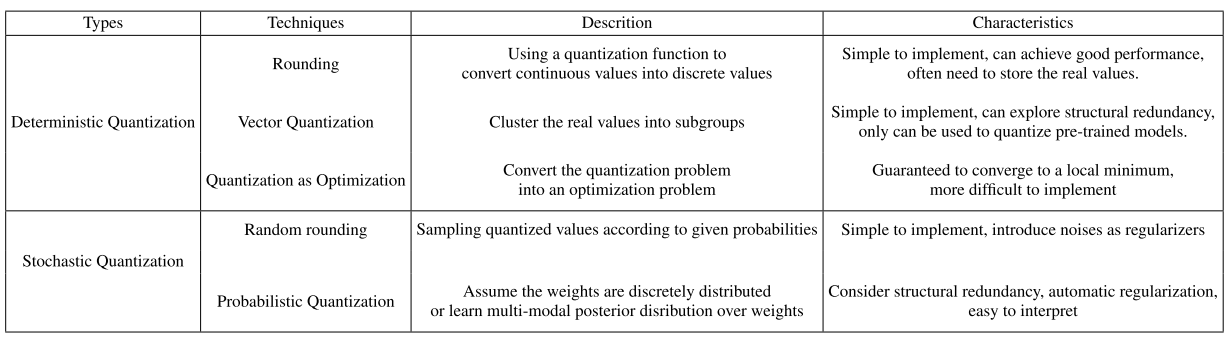 Types Techniques Descrition Characteristics
Rounding
Using a quantization function to
convert continuous values into discrete values
Simple to implement, can achieve good performance,
often need to store the real values.
Deterministic Quantization
Vector Quantization
Cluster the real values into subgroups
Simple to implement, can explore structural redundancy,
only can be used to quantize pre-trained models.
Quantization as Optimization
Convert the quantization problem
into an optimization problem
Guaranteed to converge to a local minimum,
more difficult to implement
Stochastic Quantization
Random rounding
Sampling quantized values according to given probabilities
Simple to implement, introduce noises as regularizers
Probabilistic Quantization
Assume the weights are discretely distributed
or learn multi-modal posterior disribution over weights
Consider structural redundancy, automatic regularization,
easy to interpret